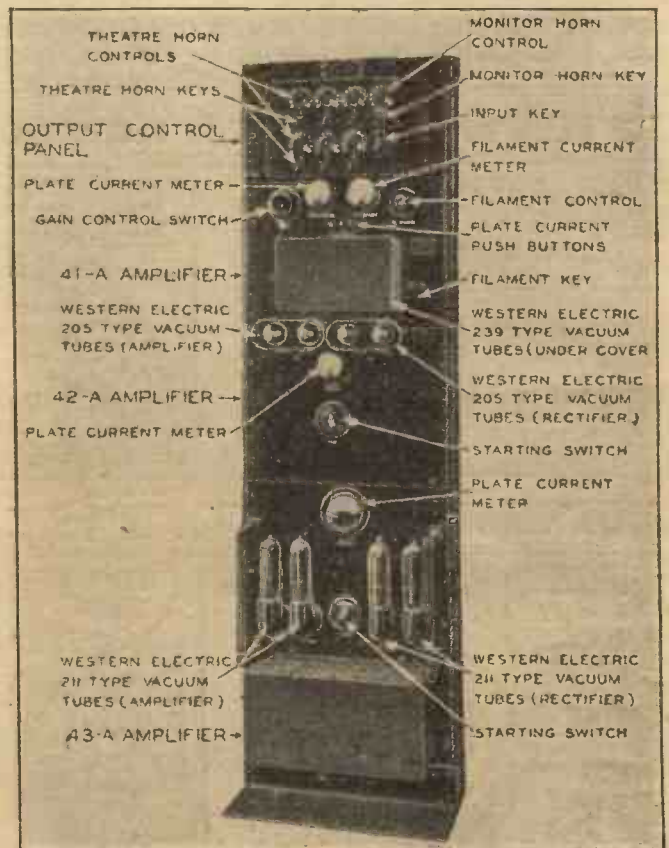 THEATRE HORN
CONTROLS
THEATRE HORN KEYS
OUTPUT CONTROL
PANEL
PLATE CURRENT METER
GAIN CONTROL SWITCH
41-A AMPLIFIER
WESTERN ELECTRIC
205 TYPE VACUUM
TUBES (AMPLIFIER)
42-A AMPLIFIER
PLATE CURRENT METER
WESTERN ELECTRIC
211 TYPE VACUUM
TUBES (AMPLIFIER)
43-A AMPLIFIER
MONITOR HORN
CONTROL
MONITOR HORN KEY
INPUT KEY
FILAMENT CURRENT
METER
FILAMENT CONTROL
PLATE CURRENT
PUSH BUTTONS
FILAMENT KEY
WESTERN ELECTRIC
239 TYPE VACUUM
TUBES (UNDER COVER)
WESTERN ELECTRIC
205 TYPE VACUUM
TUBES (RECTIFIER)
STARTING SWITCH
PLATE CURRENT
METER
WESTERN ELECTRIC
211 TYPE VACUUM
TUBES (RECTIFIER)
STARTING SWITCH